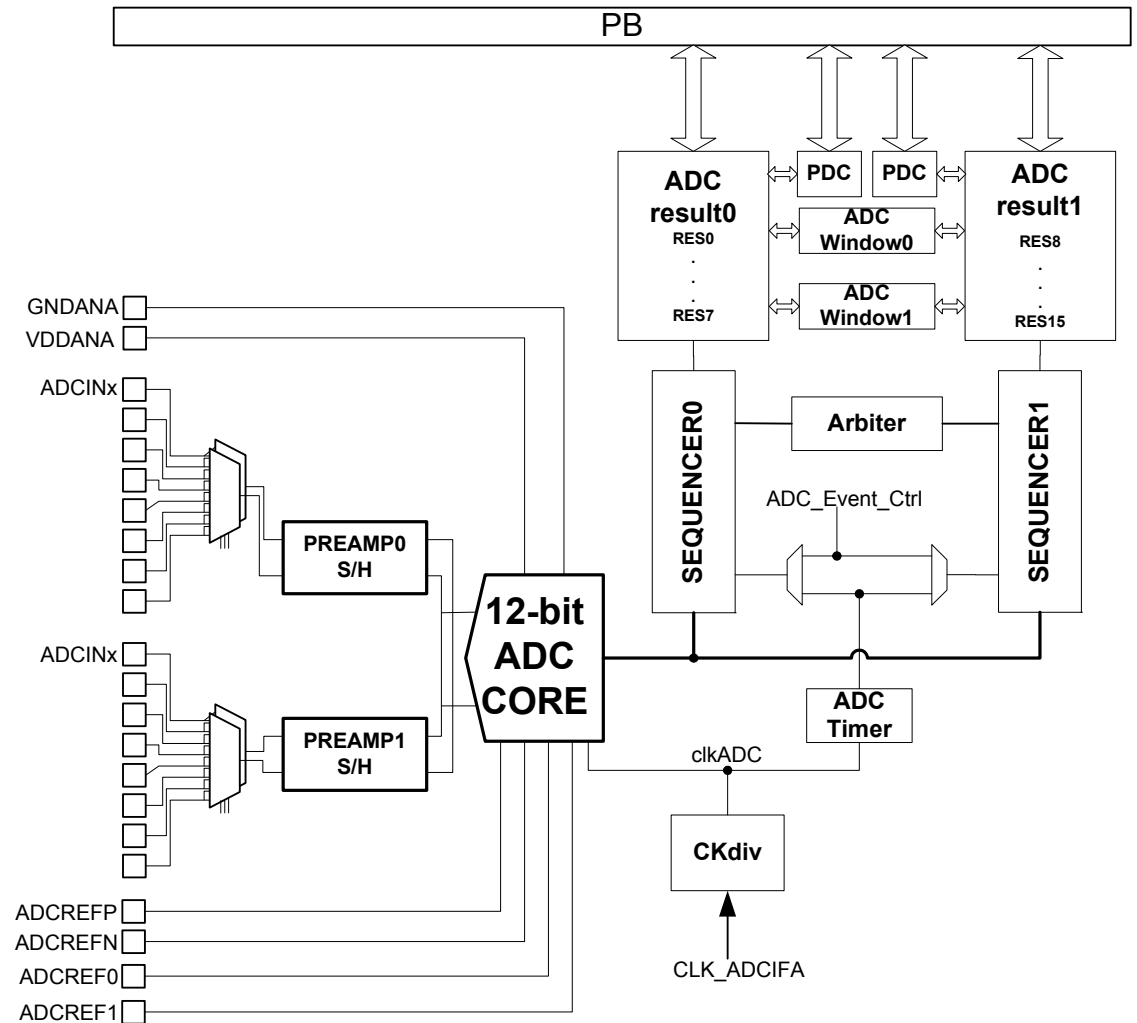 PB
ADC
result0
RES0
.
.
.
RES7
PDC
PDC
ADC
Window0
ADC
Window1
ADC
result1
RES8
.
.
.
RES15
GNDANA
VDDANA
ADCINx
PREAMP0
S/H
ADCINx
PREAMP1
S/H
12-bit
ADC
CORE
SEQUENCER0
Arbiter
SEQUENCER1
ADC_Event_Ctrl
ADC
Timer
clkADC
CKdiv
CLK_ADCIFA
ADCREFP
ADCREFN
ADCREF0
ADCREF1